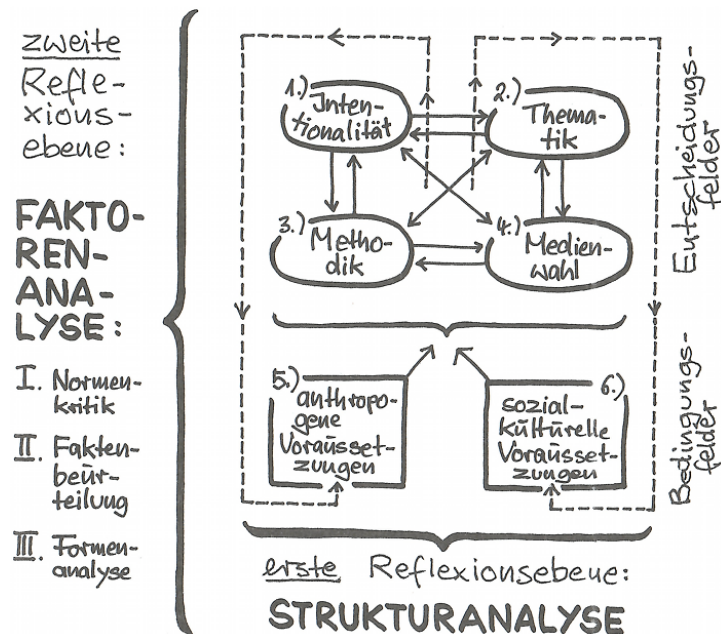 zweite
Refle-
xions-
ebene:
FAKTO-
REN-
ANA-
LYSE:
I. Normen-
kritik
II. Fakten-
beur-
teilung
III. Formen-
analyse
1.) Inten-
tionalität
2.) Thema-
tik
3.) Metho-
dik
4.) Medien-
wahl
Entscheidungs-
felder
5.) anthropo-
gene
Vorausset-
zungen
6.) sozial-
kulturelle
Vorausset-
zungen
Bedingungs-
felder
erste Reflexionsebene:
STRUKTURANALYSE